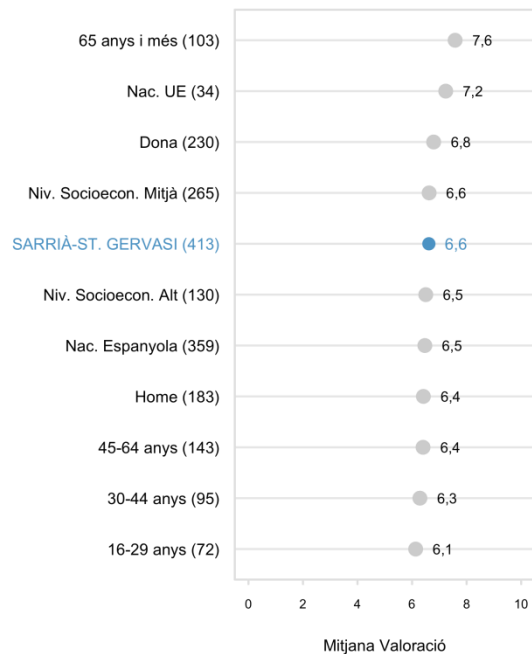 65 anys i més (103) 7,6
Nac. UE (34) 7,2
Dona (230) 6,8
Niv. Socioecon. Mitjà (265) 6,6
SARRIÀ-ST. GERVASI (413) 6,6
Niv. Socioecon. Alt (130) 6,5
Nac. Espanyola (359) 6,5
Home (183) 6,4
45-64 anys (143) 6,4
30-44 anys (95) 6,3
16-29 anys (72) 6,1
0 2 4 6 8 10
Mitjana Valoració